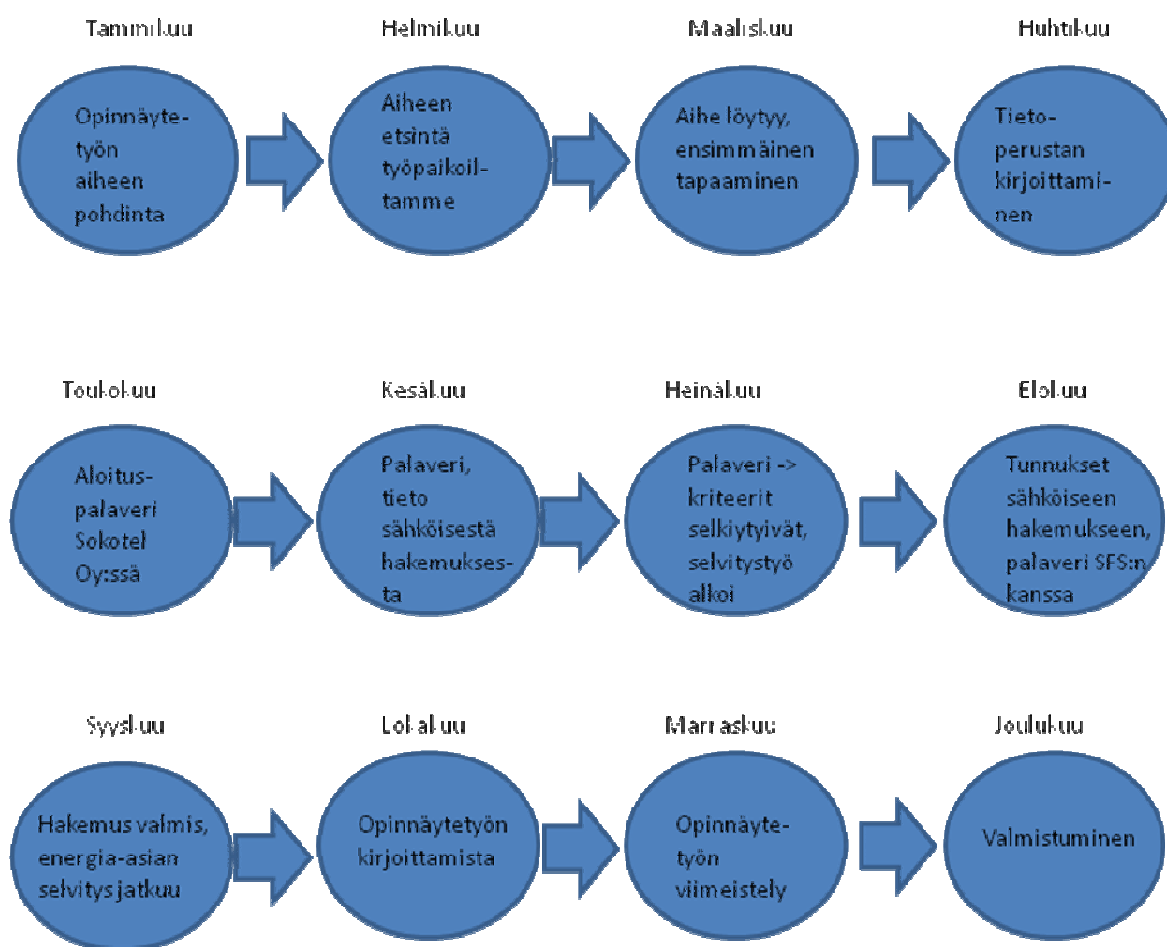 Tammikuu
Helmikuu
Maaliskuu
Huhtikuu
Opinnäyte-
työn
aiheen
pohdinta
Aiheen
etsintä
työpaikoil-
tamme
Aihe löytyy,
ensimmäinen
tapaaminen
Tieto-
perustan
kirjoittami-
nen
Toukokuu
Kesäkuu
Heinäkuu
Elokuu
Aloitus-
palaveri
Sokotel
Oy:ssä
Palaveri,
tieto
sähköisestä
hakemukses-
ta
Palaveri ->
kriteerit
selkiytyivät,
selvitystyö
alkoi
Tunnukset
sähköiseen
hakemukseen,
palaveri SFS:n
kanssa
Syyskuu
Lokakuu
Marraskuu
Joulukuu
Hakemus valmis,
energia-asian
selvitys jatkuu
Opinnäytetyön
kirjoittamista
Opinnäyte-
työn
viimeistely
Valmistuminen